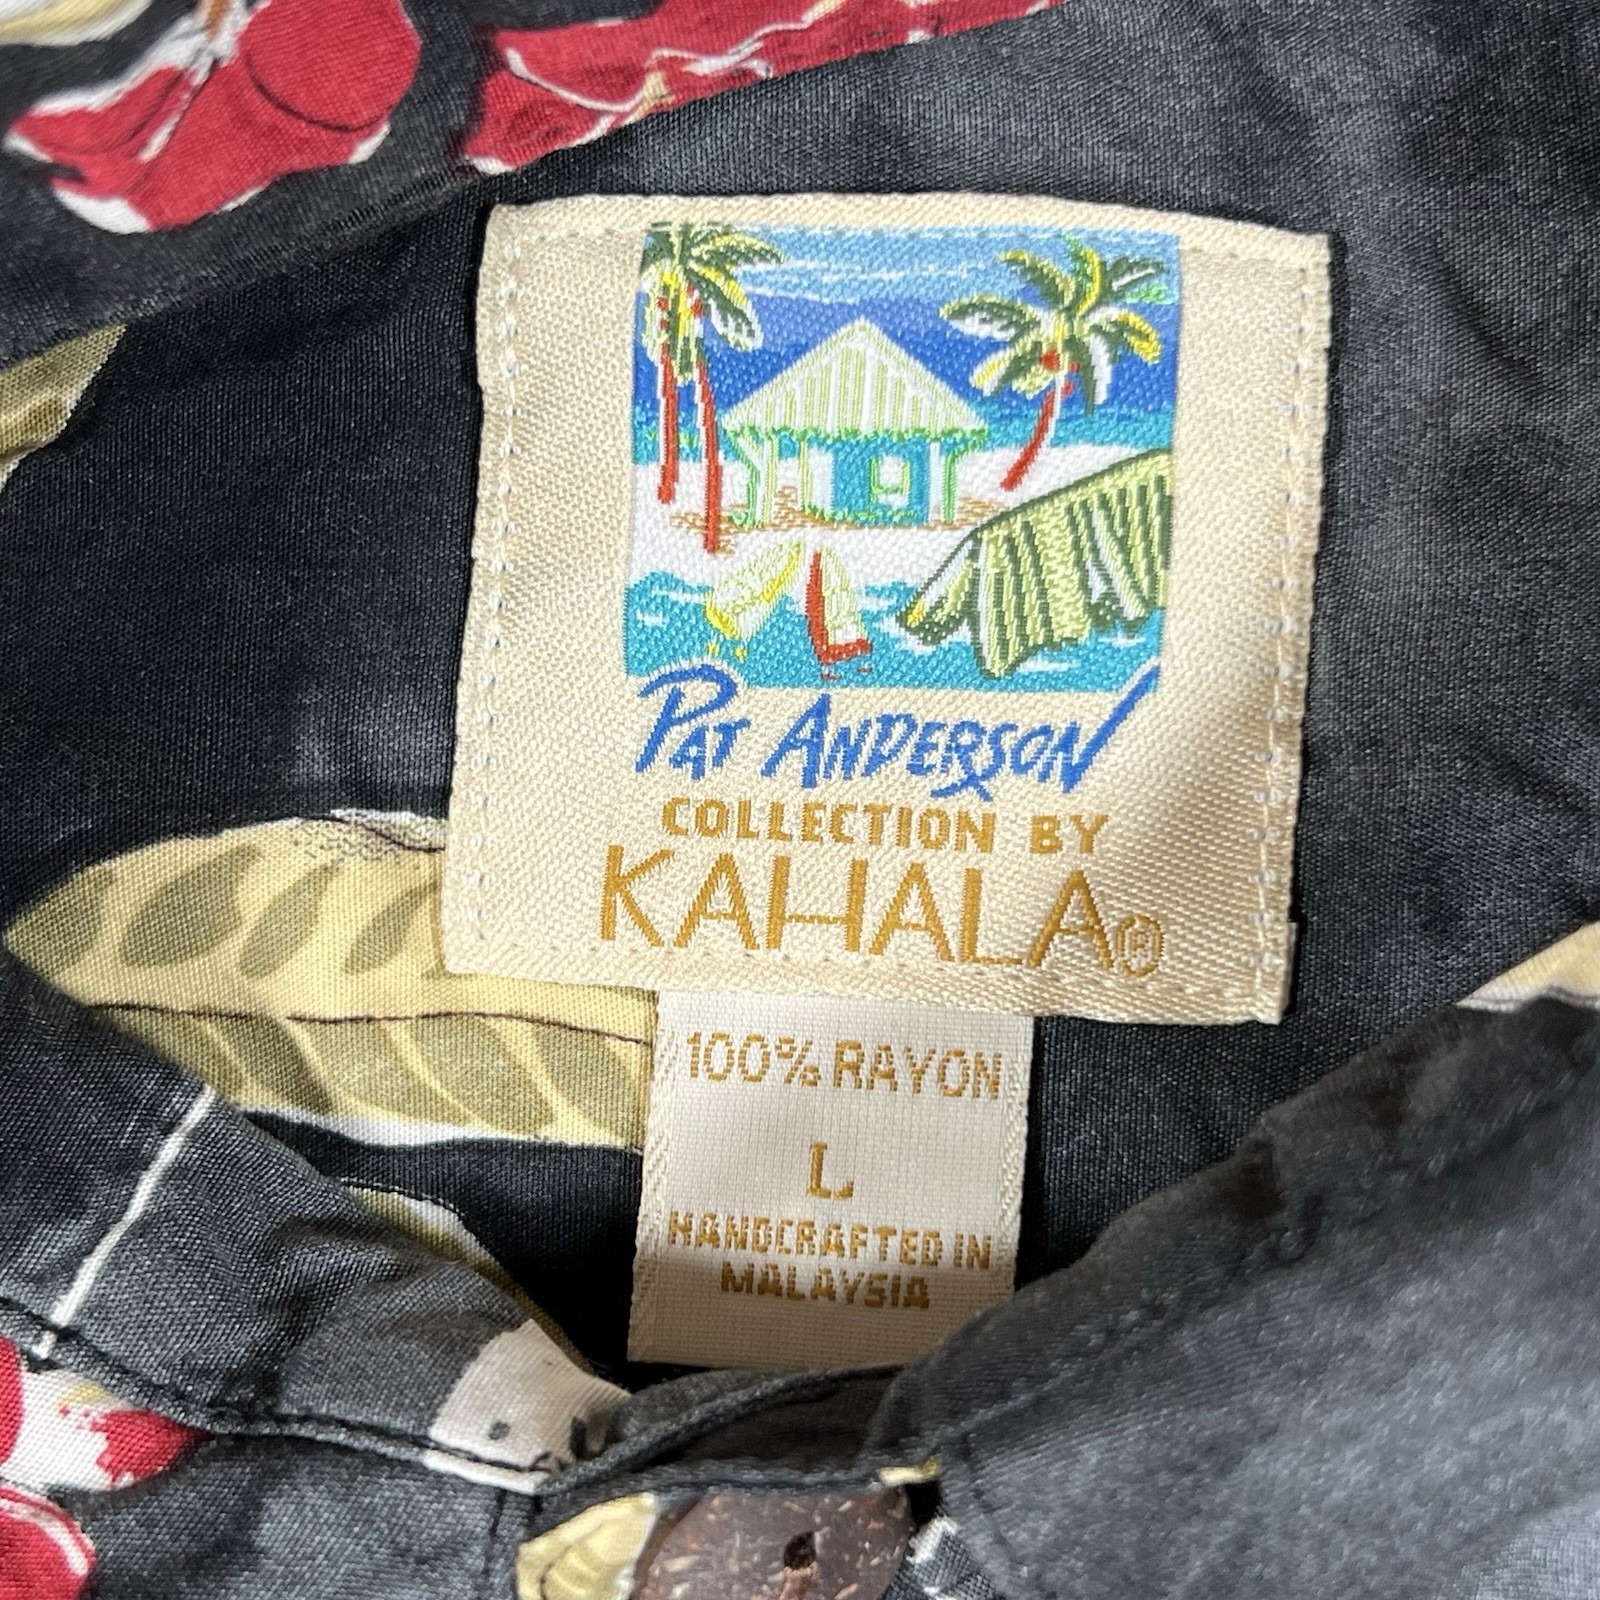 PAT ANDERSON
COLLECTION BY
KAHALA®
100% RAYON
L
HANDCRAFTED IN
MALAYSIA